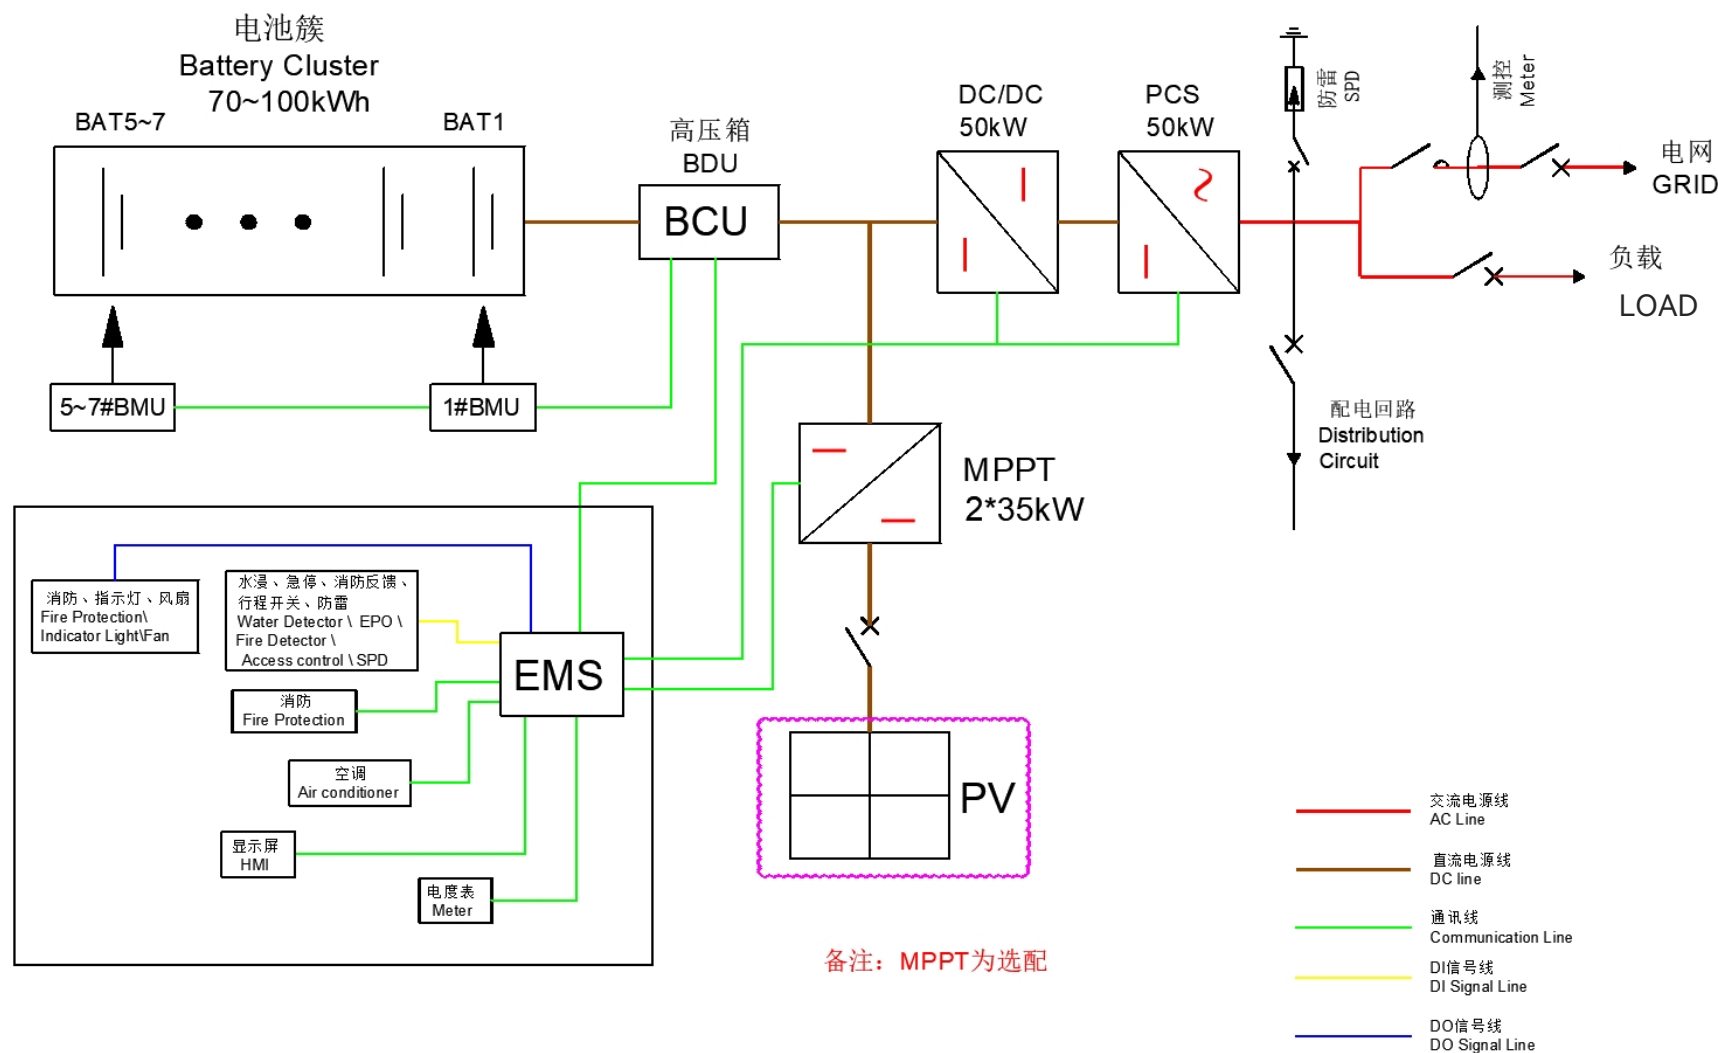 电池簇
Battery Cluster
70~100kWh
BAT5~7
BAT1
高压箱
BDU
BCU
DC/DC
50kW
PCS
50kW
防雷
SPD
测控
Meter
电网
GRID
负载
LOAD
5~7#BMU
1#BMU
配电回路
Distribution
Circuit
MPPT
2*35kW
消防、指示灯、风扇
Fire Protection\
Indicator Light\Fan
水浸、急停、消防反馈、
行程开关、防雷
Water Detector \ EPO \
Fire Detector \
Access control \ SPD
EMS
消防
Fire Protection
空调
Air conditioner
显示屏
HMI
电度表
Meter
PV
备注：MPPT为选配
交流电源线
AC Line
直流电源线
DC line
通讯线
Communication Line
DI信号线
DI Signal Line
DO信号线
DO Signal Line